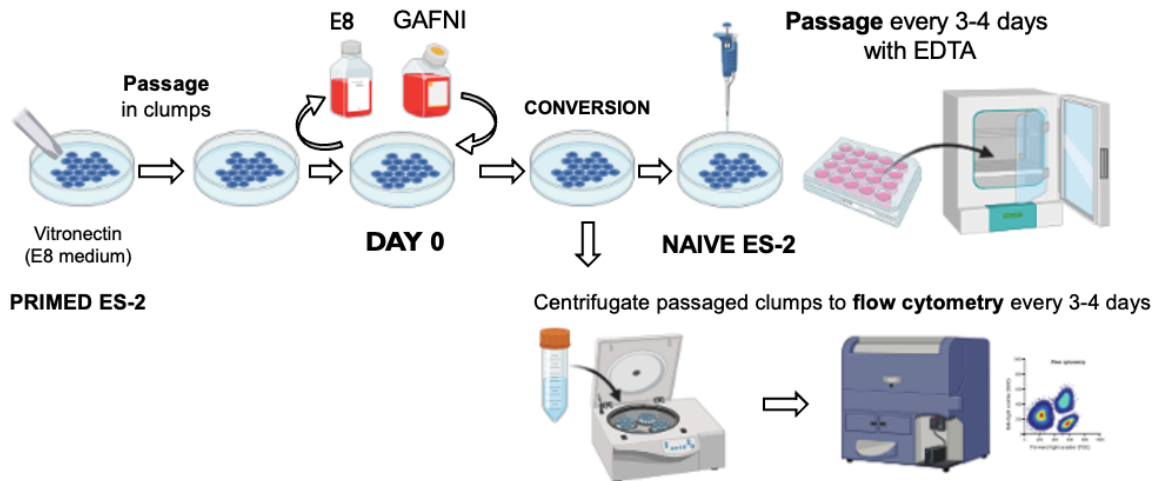 E8
GAFNI
Passage every 3-4 days
with EDTA
Passage
in clumps
CONVERSION
Vitronectin
(E8 medium)
DAY 0
NAIVE ES-2
PRIMED ES-2
Centrifugate passaged clumps to flow cytometry every 3-4 days
Flow cytometry